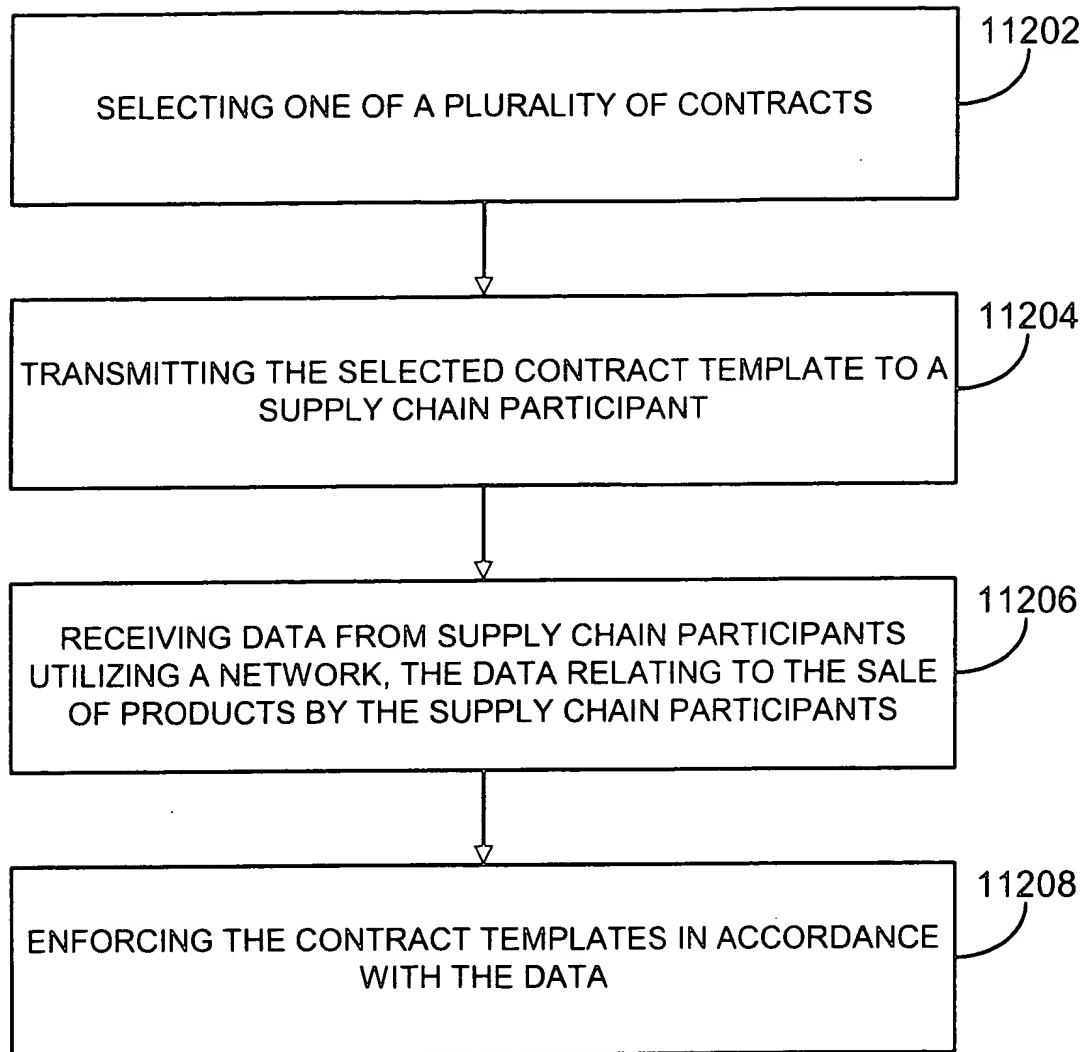 11202
SELECTING ONE OF A PLURALITY OF CONTRACTS
11204
TRANSMITTING THE SELECTED CONTRACT TEMPLATE TO A
SUPPLY CHAIN PARTICIPANT
11206
RECEIVING DATA FROM SUPPLY CHAIN PARTICIPANTS
UTILIZING A NETWORK, THE DATA RELATING TO THE SALE
OF PRODUCTS BY THE SUPPLY CHAIN PARTICIPANTS
11208
ENFORCING THE CONTRACT TEMPLATES IN ACCORDANCE
WITH THE DATA